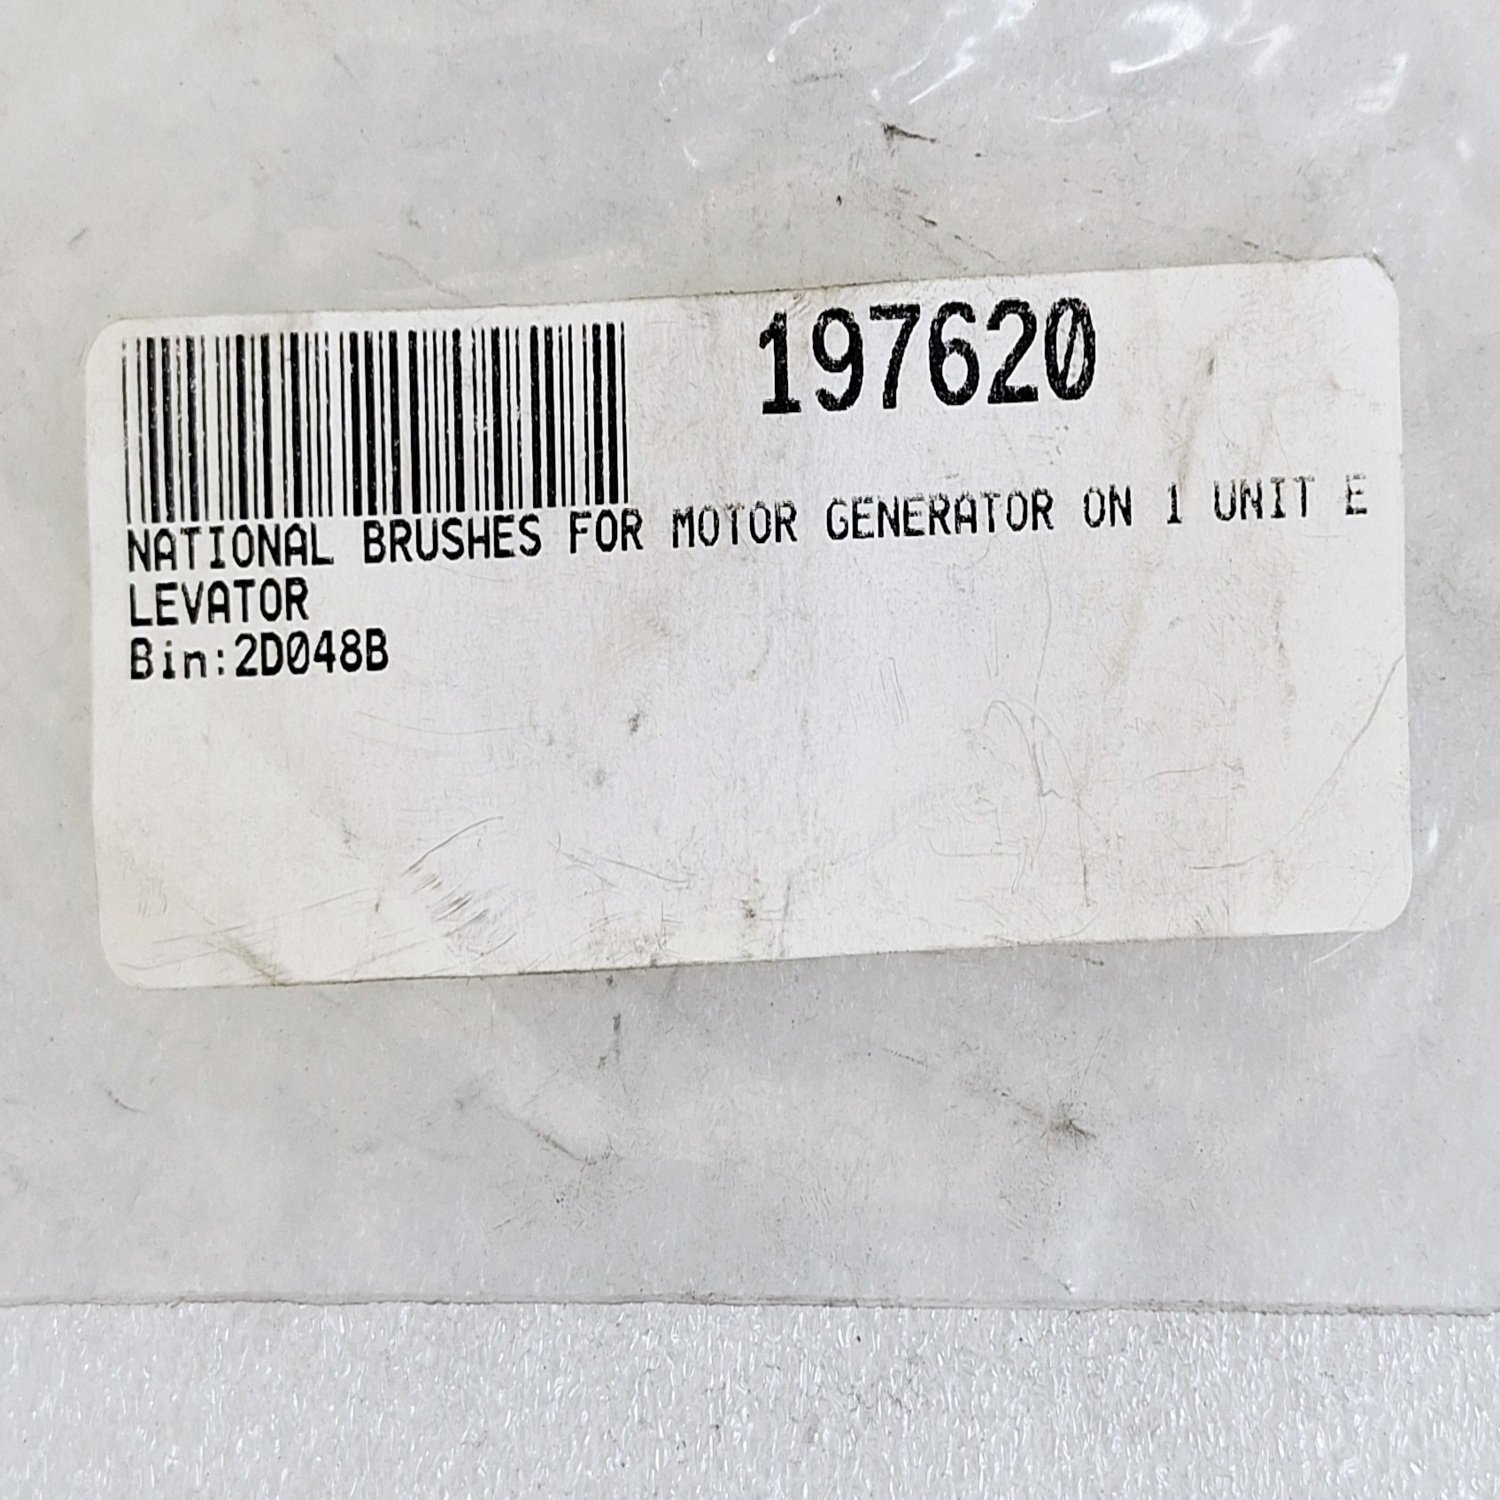 197620
NATIONAL BRUSHES FOR MOTOR GENERATOR ON 1 UNIT E
LEVATOR
Bin:2D048B